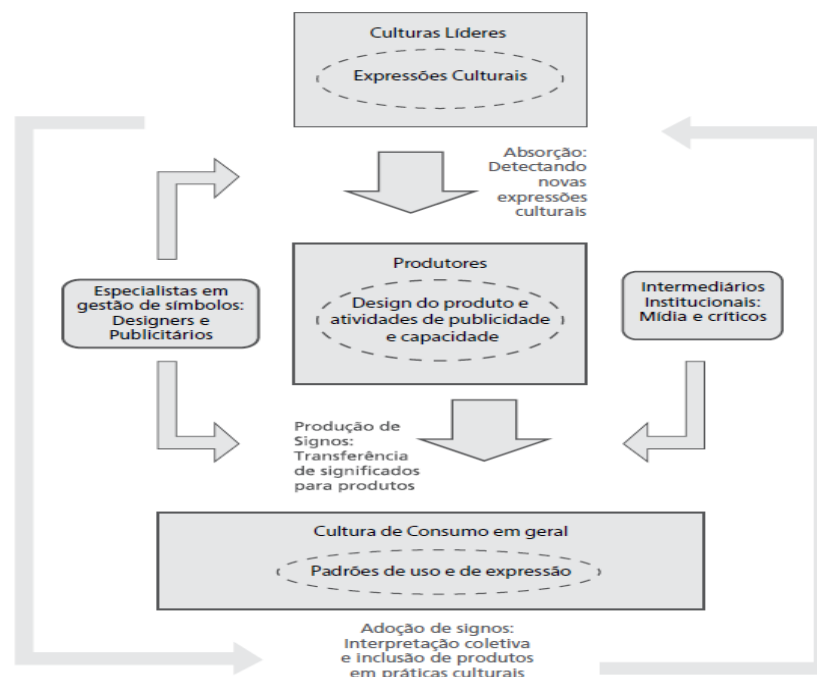 Culturas Líderes
Expressões Culturais
Absorção:
Detectando
novas
expressões
culturais
Produtores
Design do produto e
atividades de publicidade
e capacidade
Especialistas em
gestão de símbolos:
Designers e
Publicitários
Intermediários
Institucionais:
Mídia e críticos
Produção de
Signos:
Transferência
de significados
para produtos
Cultura de Consumo em geral
Padrões de uso e de expressão
Adoção de signos:
Interpretação coletiva
e inclusão de produtos
em práticas culturais